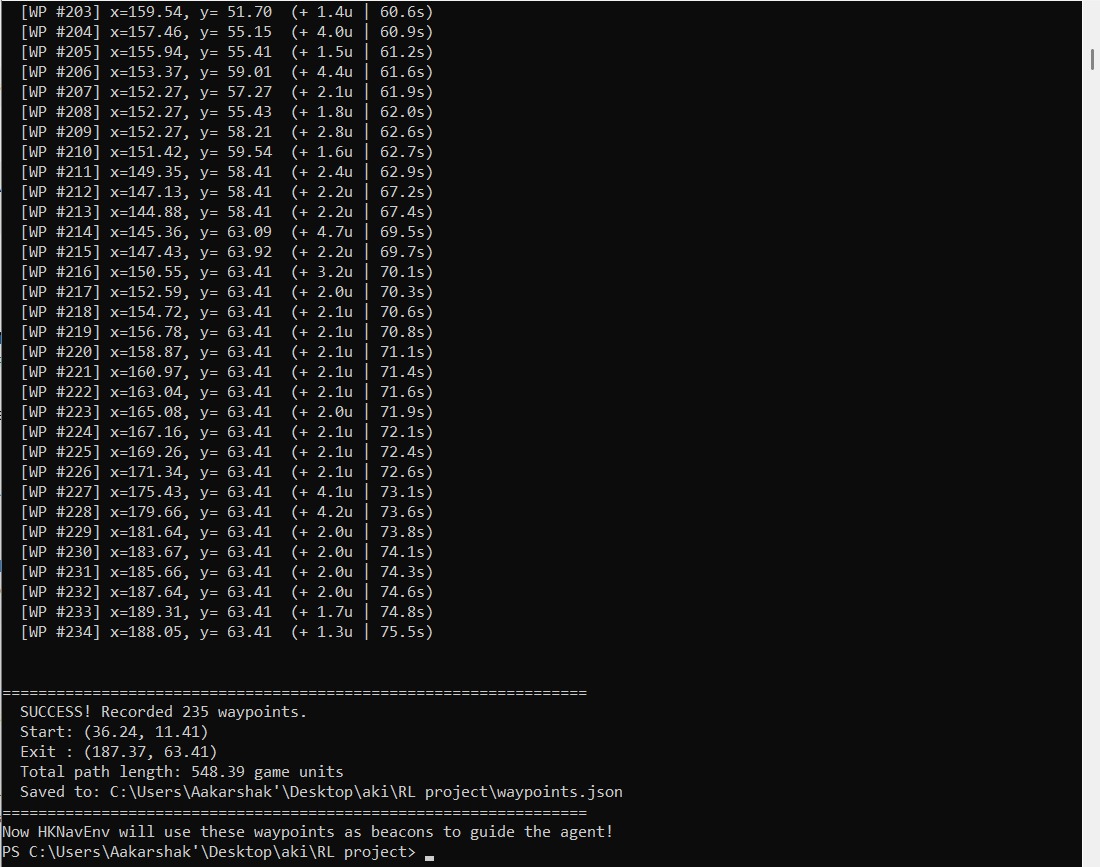 [WP #203] x=159.54, y= 51.70  (+ 1.4u | 60.6s)
[WP #204] x=157.46, y= 55.15  (+ 4.0u | 60.9s)
[WP #205] x=155.94, y= 55.41  (+ 1.5u | 61.2s)
[WP #206] x=153.37, y= 59.01  (+ 4.4u | 61.6s)
[WP #207] x=152.27, y= 57.27  (+ 2.1u | 61.9s)
[WP #208] x=152.27, y= 55.43  (+ 1.8u | 62.0s)
[WP #209] x=152.27, y= 58.21  (+ 2.8u | 62.6s)
[WP #210] x=151.42, y= 59.54  (+ 1.6u | 62.7s)
[WP #211] x=149.35, y= 58.41  (+ 2.4u | 62.9s)
[WP #212] x=147.13, y= 58.41  (+ 2.2u | 67.2s)
[WP #213] x=144.88, y= 58.41  (+ 2.2u | 67.4s)
[WP #214] x=145.36, y= 63.09  (+ 4.7u | 69.5s)
[WP #215] x=147.43, y= 63.92  (+ 2.2u | 69.7s)
[WP #216] x=150.55, y= 63.41  (+ 3.2u | 70.1s)
[WP #217] x=152.59, y= 63.41  (+ 2.0u | 70.3s)
[WP #218] x=154.72, y= 63.41  (+ 2.1u | 70.6s)
[WP #219] x=156.78, y= 63.41  (+ 2.1u | 70.8s)
[WP #220] x=158.87, y= 63.41  (+ 2.1u | 71.1s)
[WP #221] x=160.97, y= 63.41  (+ 2.1u | 71.4s)
[WP #222] x=163.04, y= 63.41  (+ 2.1u | 71.6s)
[WP #223] x=165.08, y= 63.41  (+ 2.0u | 71.9s)
[WP #224] x=167.16, y= 63.41  (+ 2.1u | 72.1s)
[WP #225] x=169.26, y= 63.41  (+ 2.1u | 72.4s)
[WP #226] x=171.34, y= 63.41  (+ 2.1u | 72.6s)
[WP #227] x=175.43, y= 63.41  (+ 4.1u | 73.1s)
[WP #228] x=179.66, y= 63.41  (+ 4.2u | 73.6s)
[WP #229] x=181.64, y= 63.41  (+ 2.0u | 73.8s)
[WP #230] x=183.67, y= 63.41  (+ 2.0u | 74.1s)
[WP #231] x=185.66, y= 63.41  (+ 2.0u | 74.3s)
[WP #232] x=187.64, y= 63.41  (+ 2.0u | 74.6s)
[WP #233] x=189.31, y= 63.41  (+ 1.7u | 74.8s)
[WP #234] x=188.05, y= 63.41  (+ 1.3u | 75.5s)
=================================================================
SUCCESS! Recorded 235 waypoints.
Start: (36.24, 11.41)
Exit : (187.37, 63.41)
Total path length: 548.39 game units
Saved to: C:\Users\Aakarshak'\Desktop\aki\RL project\waypoints.json
=================================================================
Now HKNavEnv will use these waypoints as beacons to guide the agent!
PS C:\Users\Aakarshak'\Desktop\aki\RL project>